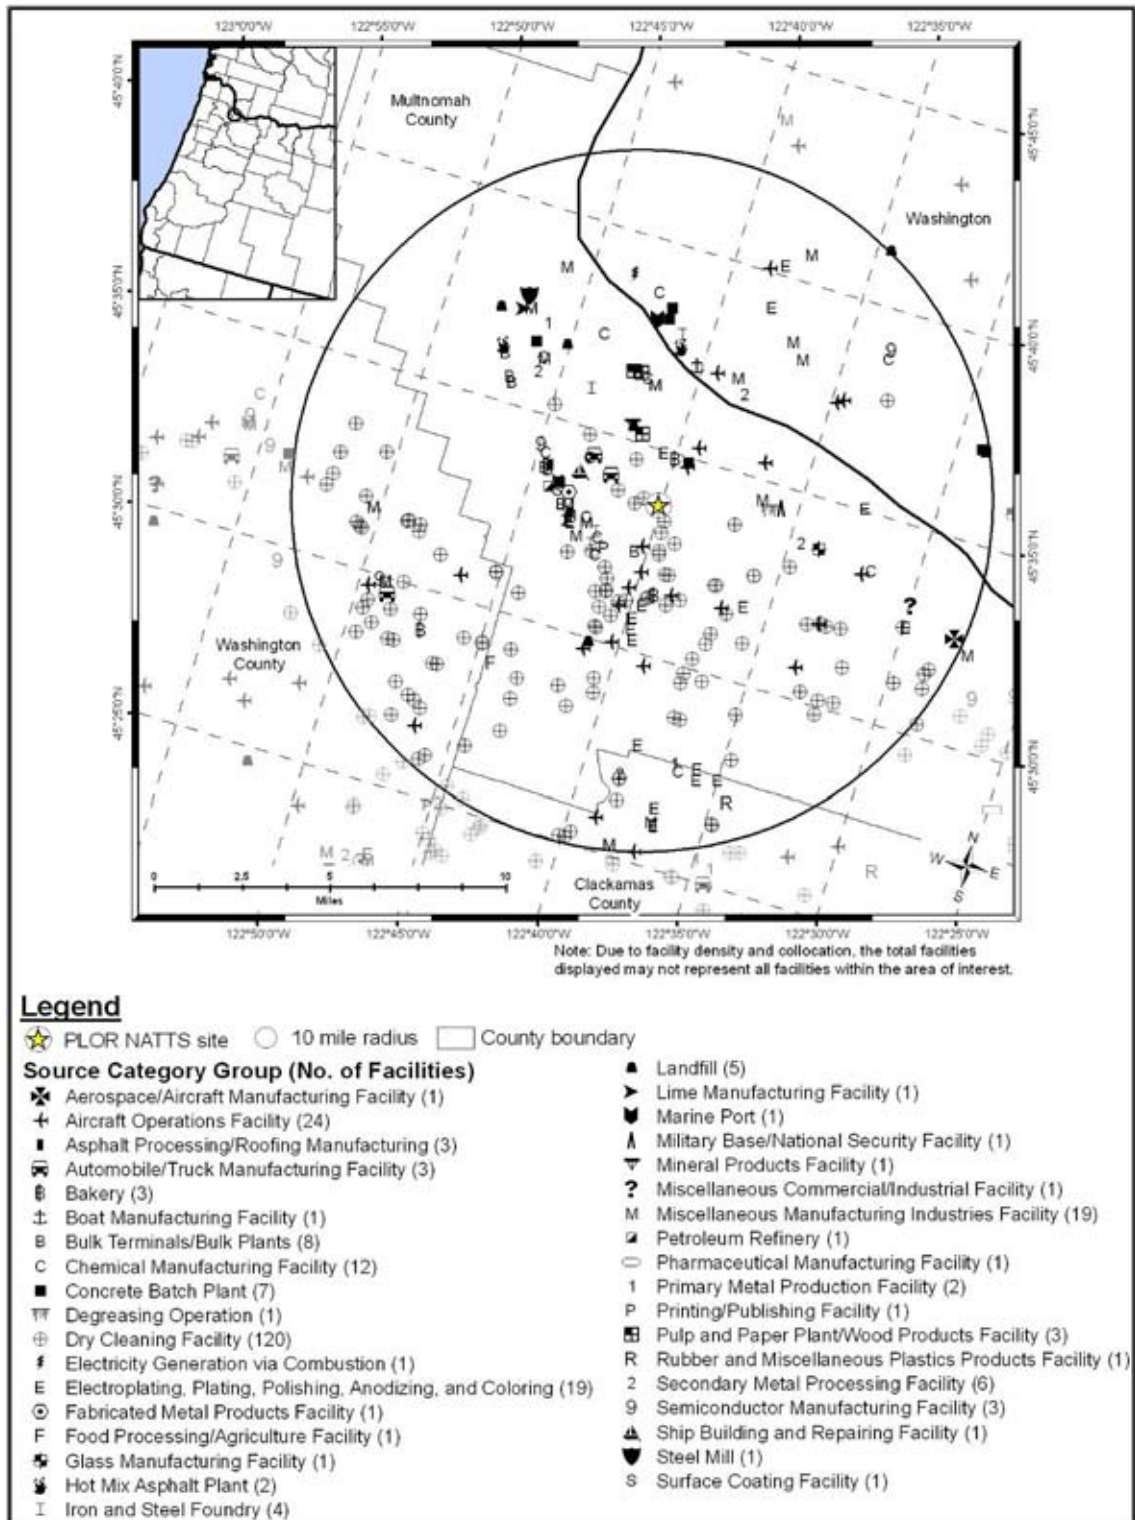 123°0'0"W 122°55'0"W 122°50'0"W 122°45'0"W 122°40'0"W 122°35'0"W
45°40'0"N
45°35'0"N
45°30'0"N
45°25'0"N
45°45'0"N
45°40'0"N
45°35'0"N
45°30'0"N
Multnomah
County
Washington
Washington
County
Clackamas
County
N
W E
S
0 2.5 5 10
Miles
122°50'0"W 122°45'0"W 122°40'0"W 122°35'0"W 122°30'0"W 122°25'0"W
Note: Due to facility density and collocation, the total facilities
displayed may not represent all facilities within the area of interest.
Legend
PLOR NATTS site 10 mile radius County boundary
Source Category Group (No. of Facilities)
Aerospace/Aircraft Manufacturing Facility (1)
Aircraft Operations Facility (24)
Asphalt Processing/Roofing Manufacturing (3)
Automobile/Truck Manufacturing Facility (3)
Bakery (3)
Boat Manufacturing Facility (1)
B Bulk Terminals/Bulk Plants (8)
C Chemical Manufacturing Facility (12)
Concrete Batch Plant (7)
Degreasing Operation (1)
Dry Cleaning Facility (120)
Electricity Generation via Combustion (1)
E Electroplating, Plating, Polishing, Anodizing, and Coloring (19)
Fabricated Metal Products Facility (1)
F Food Processing/Agriculture Facility (1)
Glass Manufacturing Facility (1)
Hot Mix Asphalt Plant (2)
I Iron and Steel Foundry (4)
Landfill (5)
Lime Manufacturing Facility (1)
Marine Port (1)
Military Base/National Security Facility (1)
Mineral Products Facility (1)
? Miscellaneous Commercial/Industrial Facility (1)
M Miscellaneous Manufacturing Industries Facility (19)
Petroleum Refinery (1)
Pharmaceutical Manufacturing Facility (1)
1 Primary Metal Production Facility (2)
P Printing/Publishing Facility (1)
Pulp and Paper Plant/Wood Products Facility (3)
R Rubber and Miscellaneous Plastics Products Facility (1)
2 Secondary Metal Processing Facility (6)
9 Semiconductor Manufacturing Facility (3)
Ship Building and Repairing Facility (1)
Steel Mill (1)
S Surface Coating Facility (1)